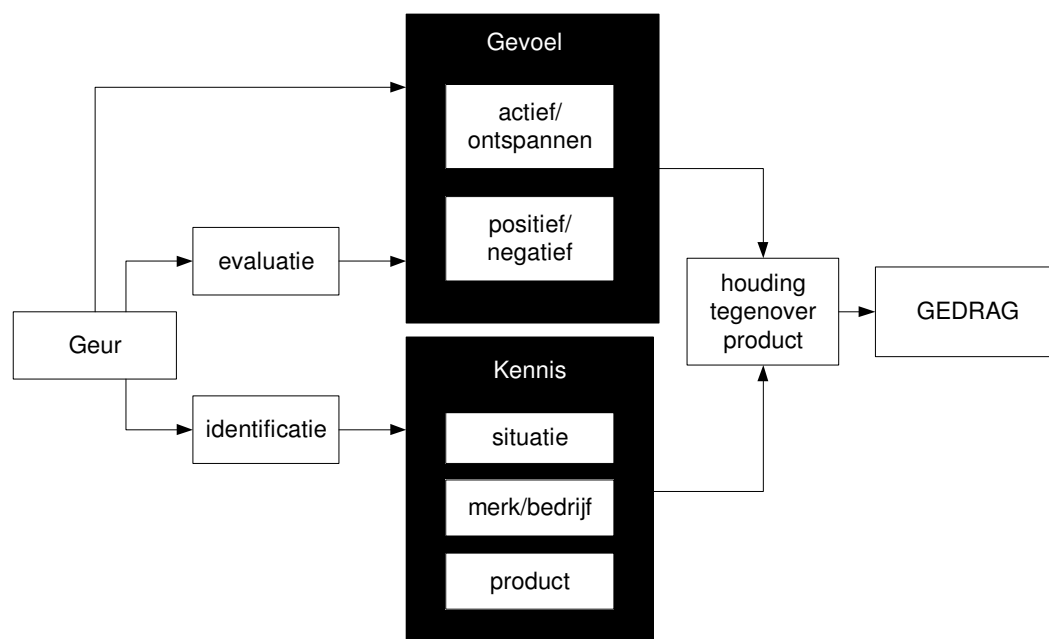 Gevoel
actief/
ontspannen
positief/
negatief
evaluatie
Geur
identificatie
Kennis
situatie
merk/bedrijf
product
houding
tegenover
product
GEDRAG